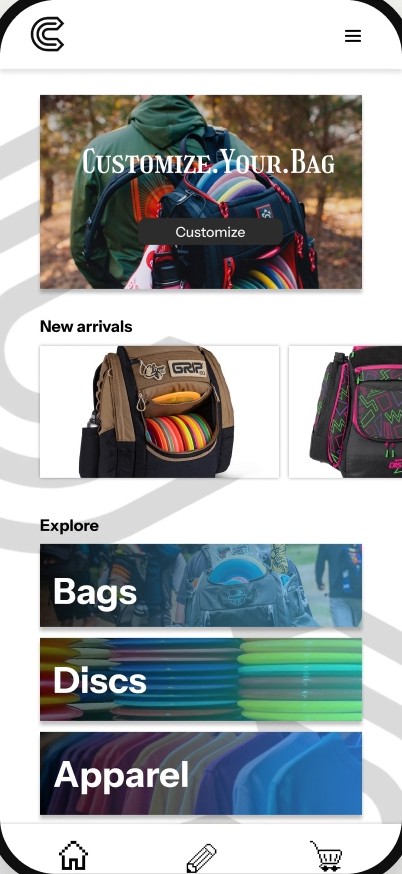 Customize.Your.Bag
Customize
New arrivals
GRIP
Explore
Bags
Discs
Apparel